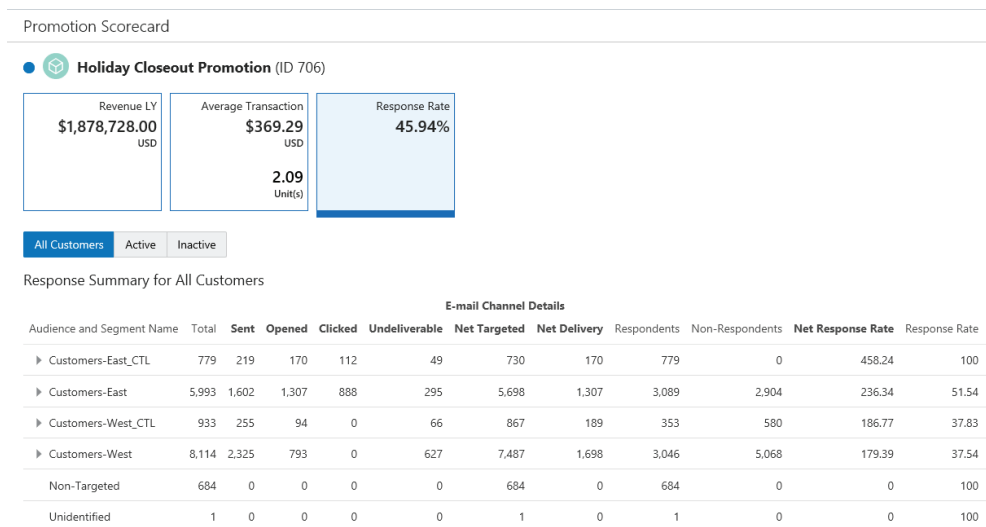 Promotion Scorecard
Holiday Closeout Promotion (ID 706)
Revenue LY Average Transaction Response Rate
$1,878,728.00 $369.29 45.94%
USD USD
2.09
Unit(s)
All Customers Active Inactive
Response Summary for All Customers
E-mail Channel Details
Audience and Segment Name Total Sent Opened Clicked Undeliverable Net Targeted Net Delivery Respondents Non-Respondents Net Response Rate Response Rate
Customers-East_CTL 779 219 170 112 49 730 170 779 0 458.24 100
Customers-East 5,993 1,602 1,307 888 295 5,698 1,307 3,089 2,904 236.34 51.54
Customers-West_CTL 933 255 94 0 66 867 189 353 580 186.77 37.83
Customers-West 8,114 2,325 793 0 627 7,487 1,698 3,046 5,068 179.39 37.54
Non-Targeted 684 0 0 0 0 684 0 684 0 0 100
Unidentified 1 0 0 0 0 1 0 1 0 0 100